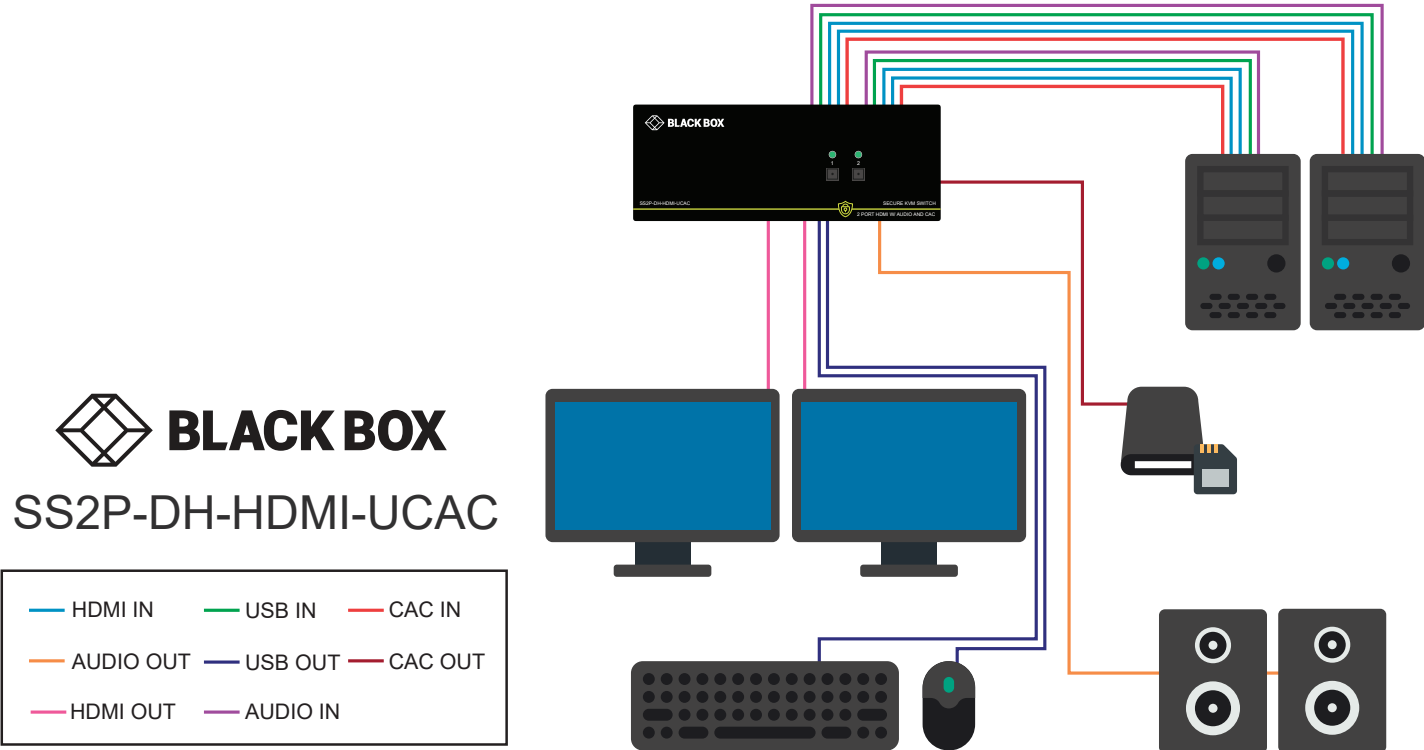 BLACK BOX
1 2
SS2P-DH-HDMI-UCAC SECURE KVM SWITCH
2 PORT HDMI W/ AUDIO AND CAC
BLACK BOX
SS2P-DH-HDMI-UCAC
HDMI IN USB IN CAC IN
AUDIO OUT USB OUT CAC OUT
HDMI OUT AUDIO IN